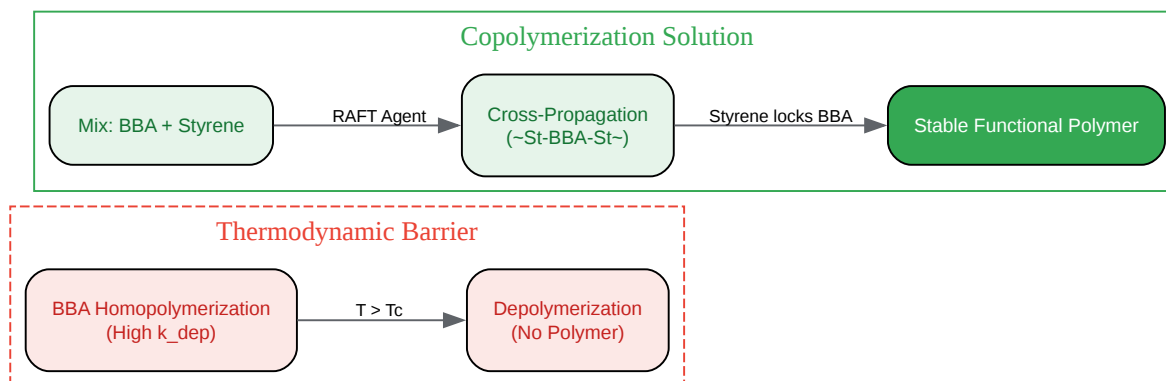 Copolymerization Solution
Mix: BBA + Styrene
RAFT Agent
Cross-Propagation
(~St-BBA-St~)
Styrene locks BBA
Stable Functional Polymer
Thermodynamic Barrier
BBA Homopolymerization
(High k_dep)
T > Tc
Depolymerization
(No Polymer)